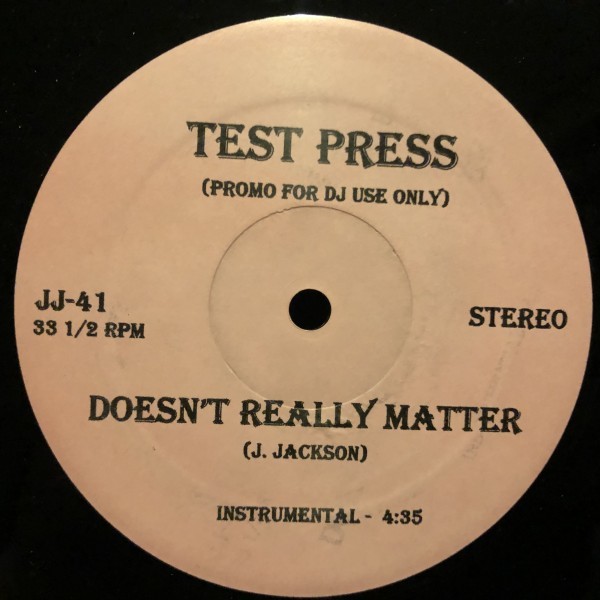 TEST PRESS
(PROMO FOR DJ USE ONLY)
JJ-41
33 1/2 RPM
STEREO
DOESN'T REALLY MATTER
(J. JACKSON)
INSTRUMENTAL - 4:35